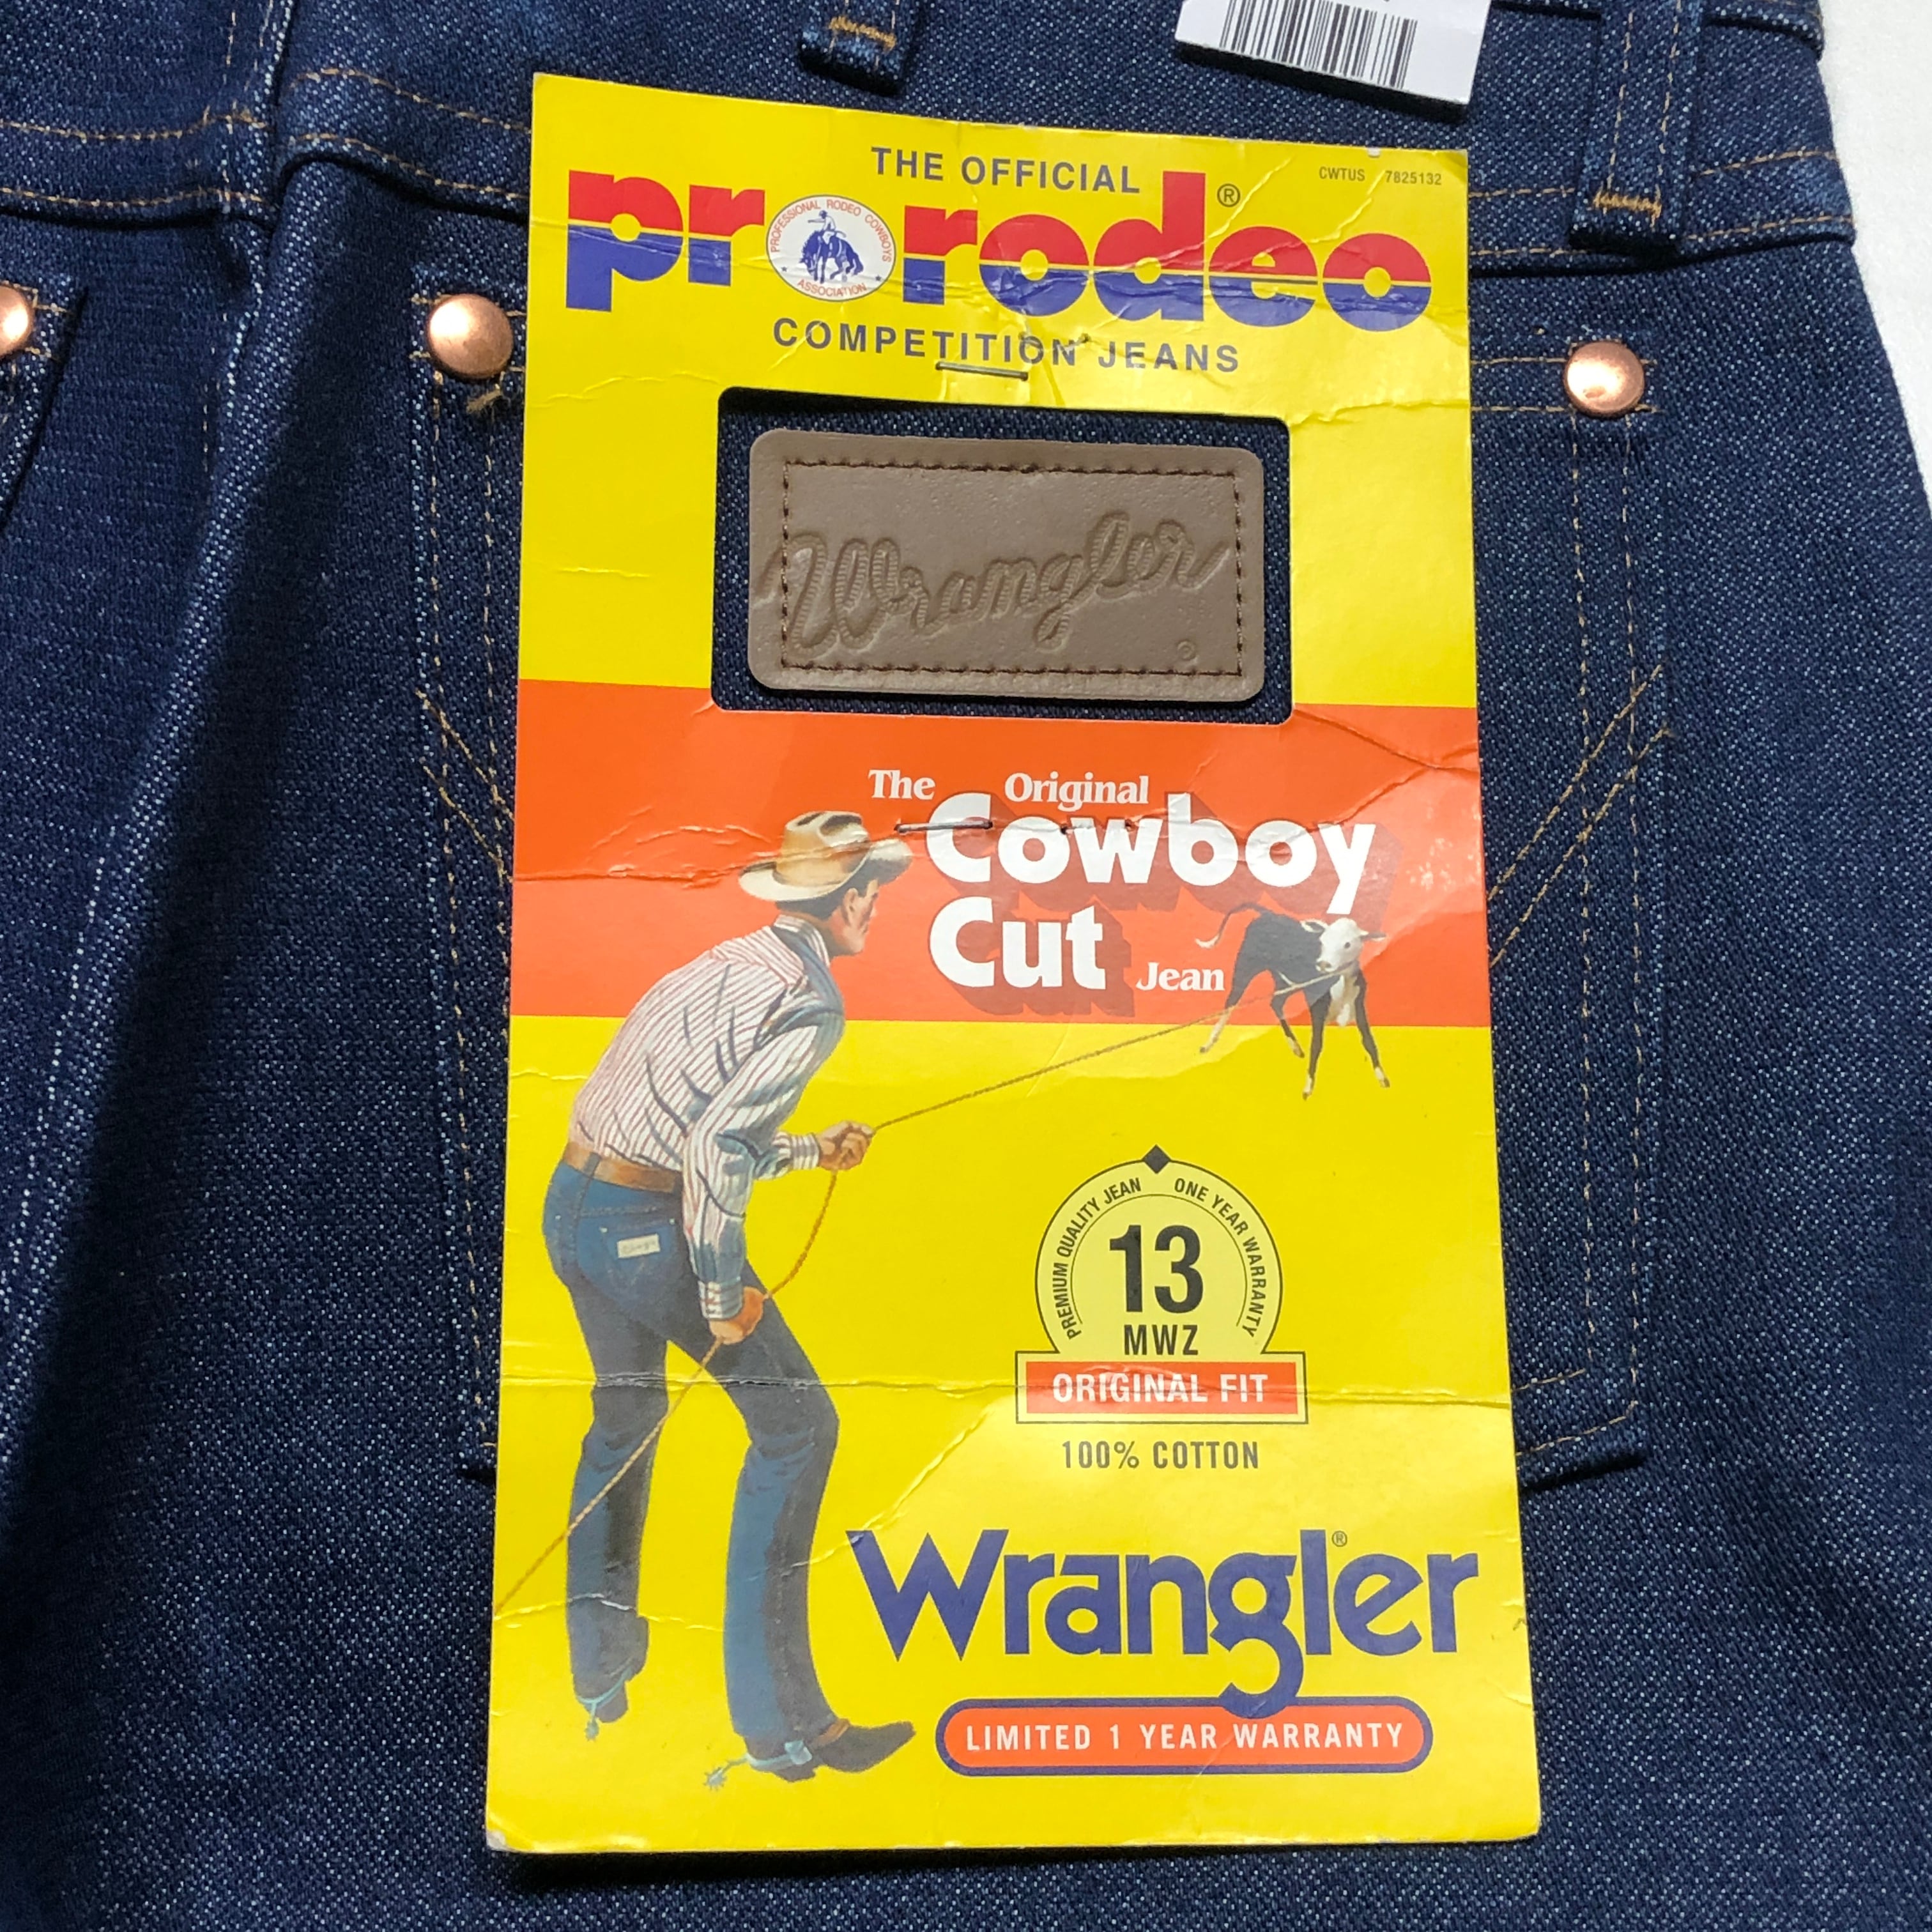 THE OFFICIAL
CWTUS 7825132
prorodeo®
PROFESSIONAL RODEO COWBOYS
ASSOCIATION
COMPETITION JEANS
Wrangler
®
The Original
Cowboy
Cut Jean
PREMIUM QUALITY JEAN ONE YEAR WARRANTY
13
MWZ
ORIGINAL FIT
100% COTTON
Wrangler®
LIMITED 1 YEAR WARRANTY